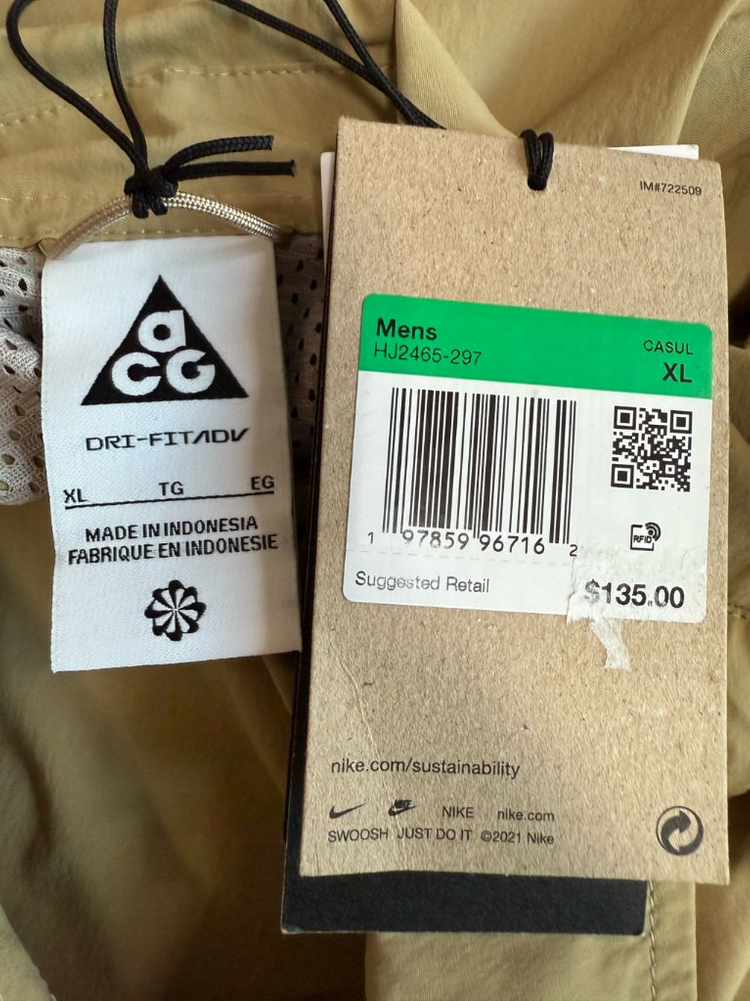 aCG
DRI-FITADV
XL TG EG
MADE IN INDONESIA
FABRIQUE EN INDONESIE
IM#722509
Mens
HJ2465-297
CASUL
XL
1 97859 96716 2
RFID
Suggested Retail
$135.00
nike.com/sustainability
NIKE nike.com
SWOOSH JUST DO IT ©2021 Nike